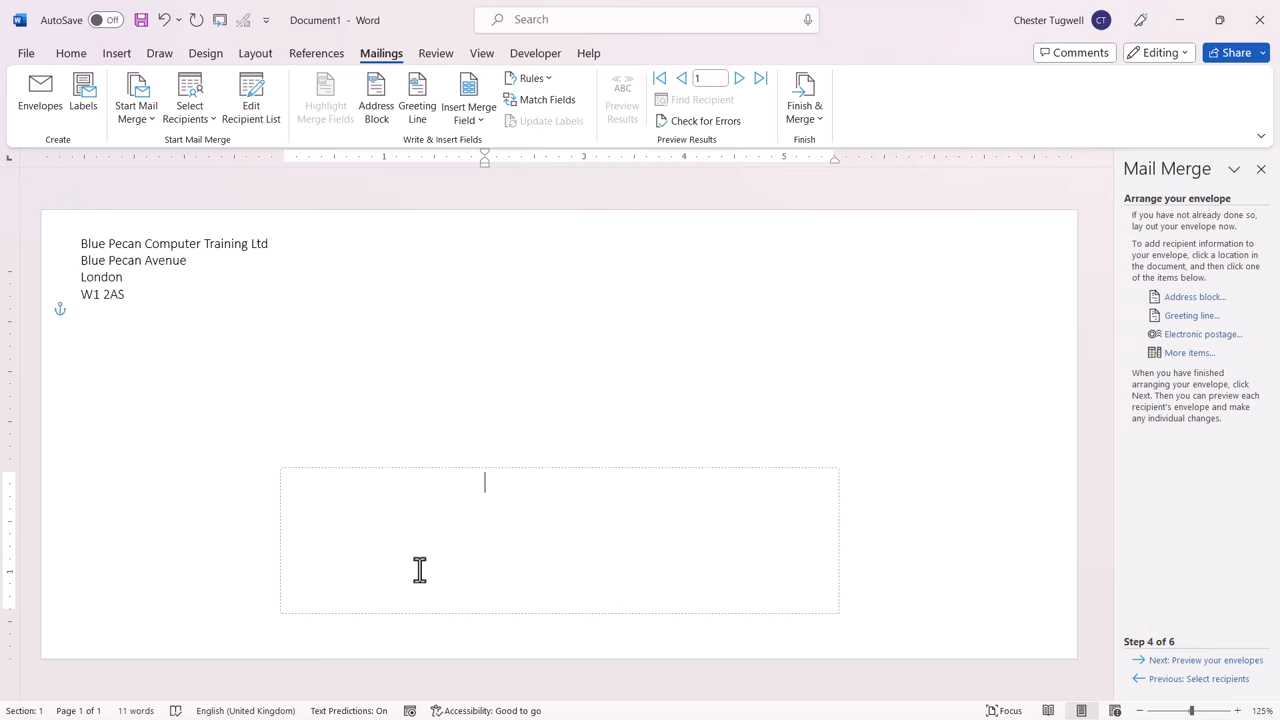 AutoSave Off Document1 - Word Search Chester Tugwell CT
File Home Insert Draw Design Layout References Mailings Review View Developer Help Comments Editing Share
Envelopes
Labels
Create
Start Mail
Merge
Select
Recipients
Edit
Recipient List
Start Mail Merge
Highlight
Merge Fields
Address
Block
Greeting
Line
Insert Merge
Field
Rules
Match Fields
Update Labels
Write & Insert Fields
ABC
Preview
Results
1
Find Recipient
Check for Errors
Preview Results
Finish &
Merge
Finish
1 3 4 5
Blue Pecan Computer Training Ltd
Blue Pecan Avenue
London
W1 2AS
1
Mail Merge
Arrange your envelope
If you have not already done so,
lay out your envelope now.
To add recipient information to
your envelope, click a location in
the document, and then click one
of the items below.
Address block...
Greeting line...
Electronic postage...
More items...
When you have finished
arranging your envelope, click
Next. Then you can preview each
recipient's envelope and make
any individual changes.
Step 4 of 6
Next: Preview your envelopes
Previous: Select recipients
Section: 1 Page 1 of 1 11 words English (United Kingdom) Text Predictions: On Accessibility: Good to go Focus 125%